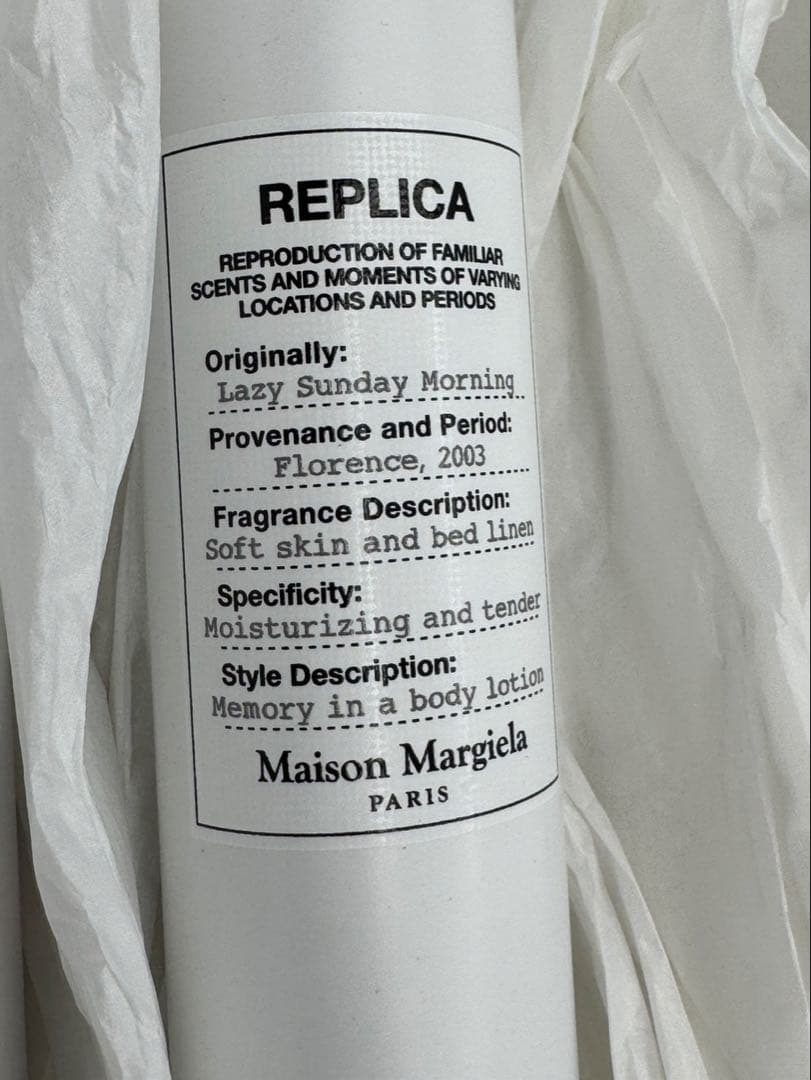 REPLICA
REPRODUCTION OF FAMILIAR
SCENTS AND MOMENTS OF VARYING
LOCATIONS AND PERIODS
Originally:
Lazy Sunday Morning
Provenance and Period:
Florence, 2003
Fragrance Description:
Soft skin and bed linen
Specificity:
Moisturizing and tender
Style Description:
Memory in a body lotion
Maison Margiela
PARIS